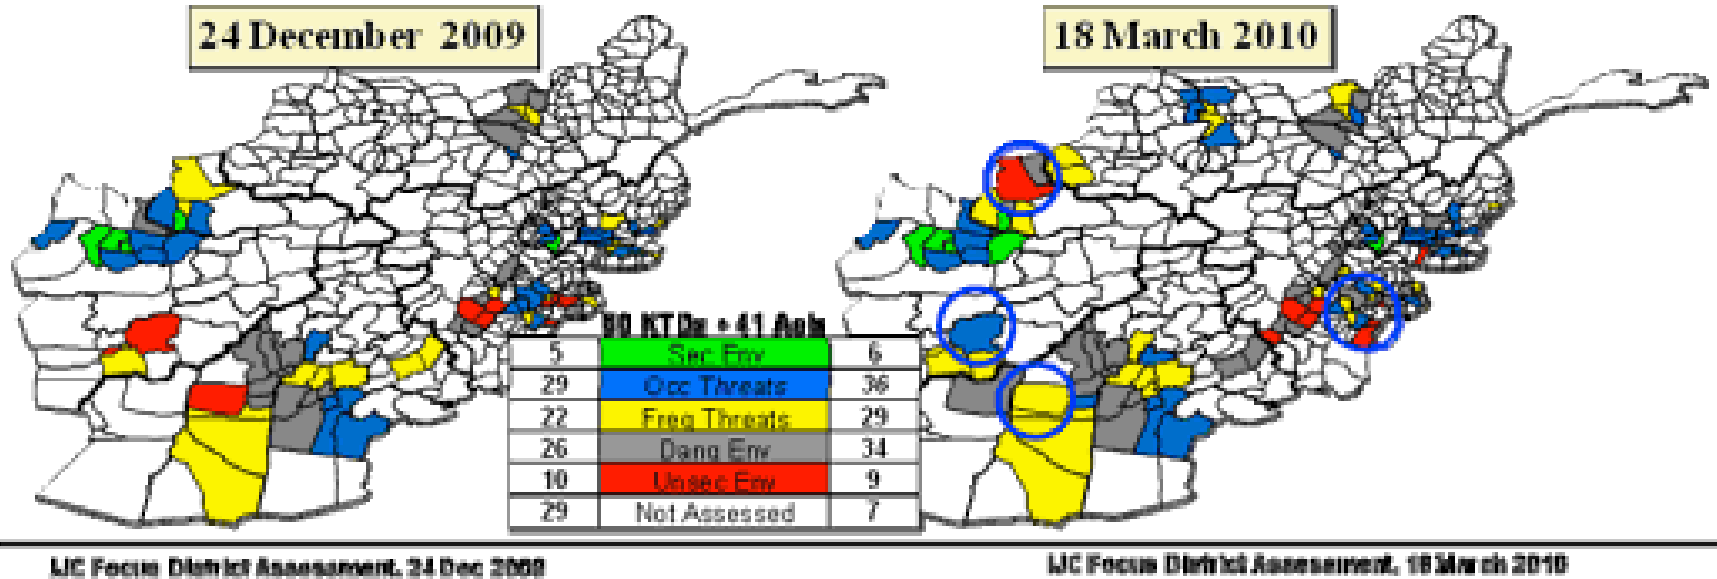 24 December 2009
18 March 2010
80 KTDs + 41 AoIs
5 Sec Env 6
29 Occ Threats 36
22 Freq Threats 29
26 Dang Env 34
10 Unsec Env 9
29 Not Assessed 7
IJC Focus District Assessment, 24 Dec 2009
IJC Focus District Assessment, 18 March 2010